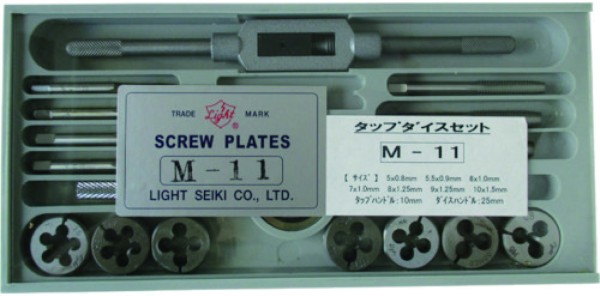 TRADE Light MARK
®
SCREW PLATES
M-11
LIGHT SEIKI CO., LTD.
タップダイスセット
M - 11
【 サイズ 】 5x0.8mm 5.5x0.9mm 6x1.0mm
7x1.0mm 8x1.25mm 9x1.25mm 10x1.5mm
タップハンドル:10mm ダイスハンドル:25mm